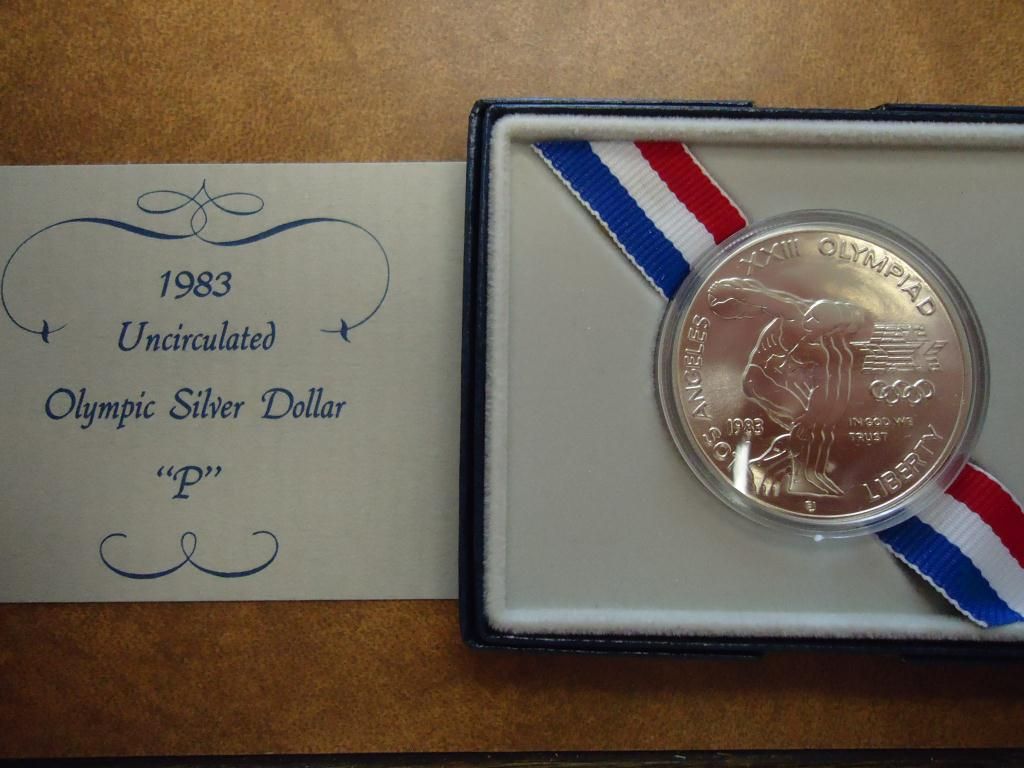 1983
Uncirculated
Olympic Silver Dollar
“P”
LOS ANGELES XXIII OLYMPIAD
1983
IN GOD WE
TRUST
LIBERTY